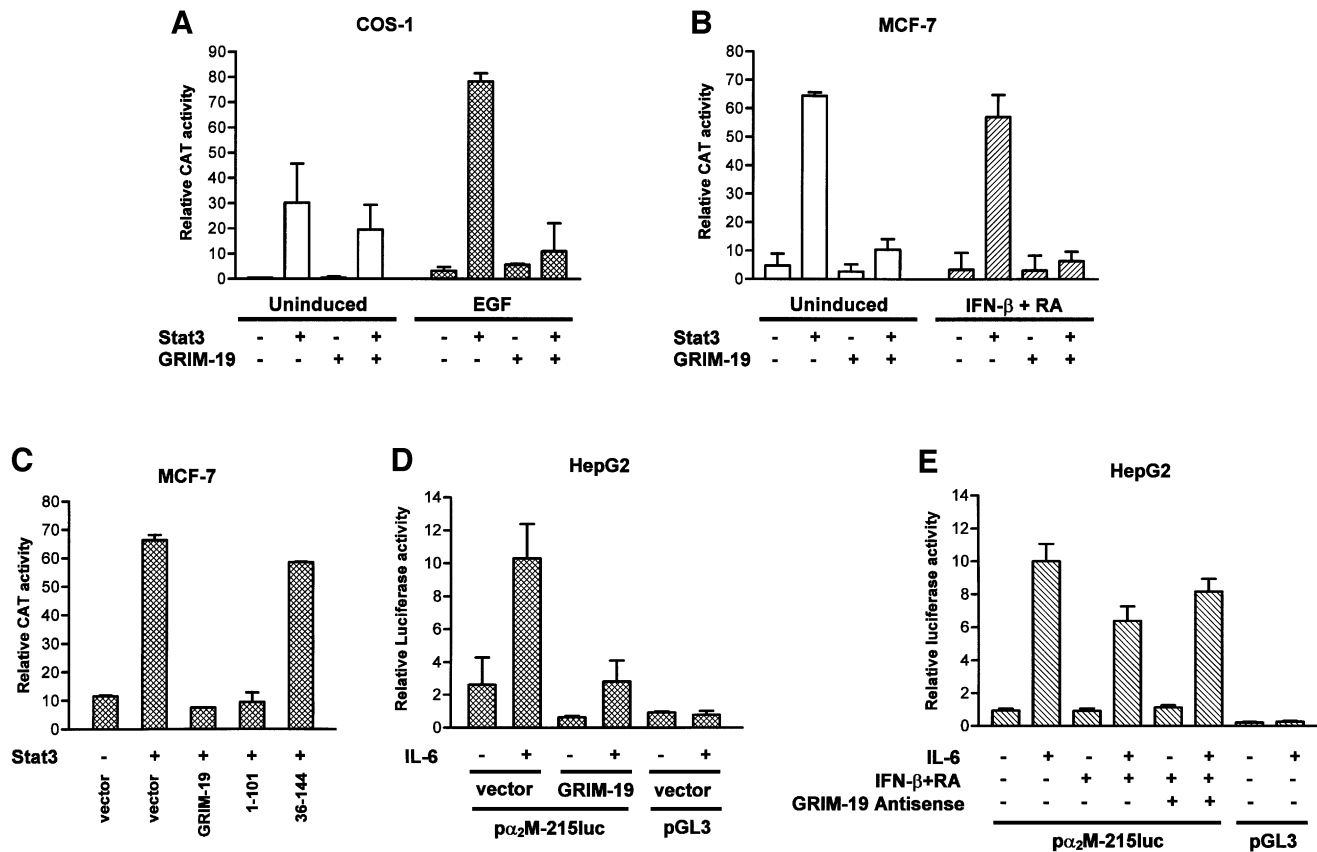 A
COS-1
Relative CAT activity
90
80
70
60
50
40
30
20
10
0
Uninduced
EGF
Stat3 - + - + - + - +
GRIM-19 - - + + - - + +
B
MCF-7
Relative CAT activity
80
70
60
50
40
30
20
10
0
Uninduced
IFN-β + RA
Stat3 - + - + - + - +
GRIM-19 - - + + - - + +
C
MCF-7
Relative CAT activity
80
70
60
50
40
30
20
10
0
Stat3 - + + + +
vector
vector
GRIM-19
1-101
36-144
D
HepG2
Relative Luciferase activity
14
12
10
8
6
4
2
0
IL-6 - + - + - +
vector GRIM-19 vector
pα₂M-215luc pGL3
E
HepG2
Relative luciferase activity
14
12
10
8
6
4
2
0
IL-6 - + - + - + - +
IFN-β+RA - - + + + + - -
GRIM-19 Antisense - - - - + + - -
pα₂M-215luc pGL3